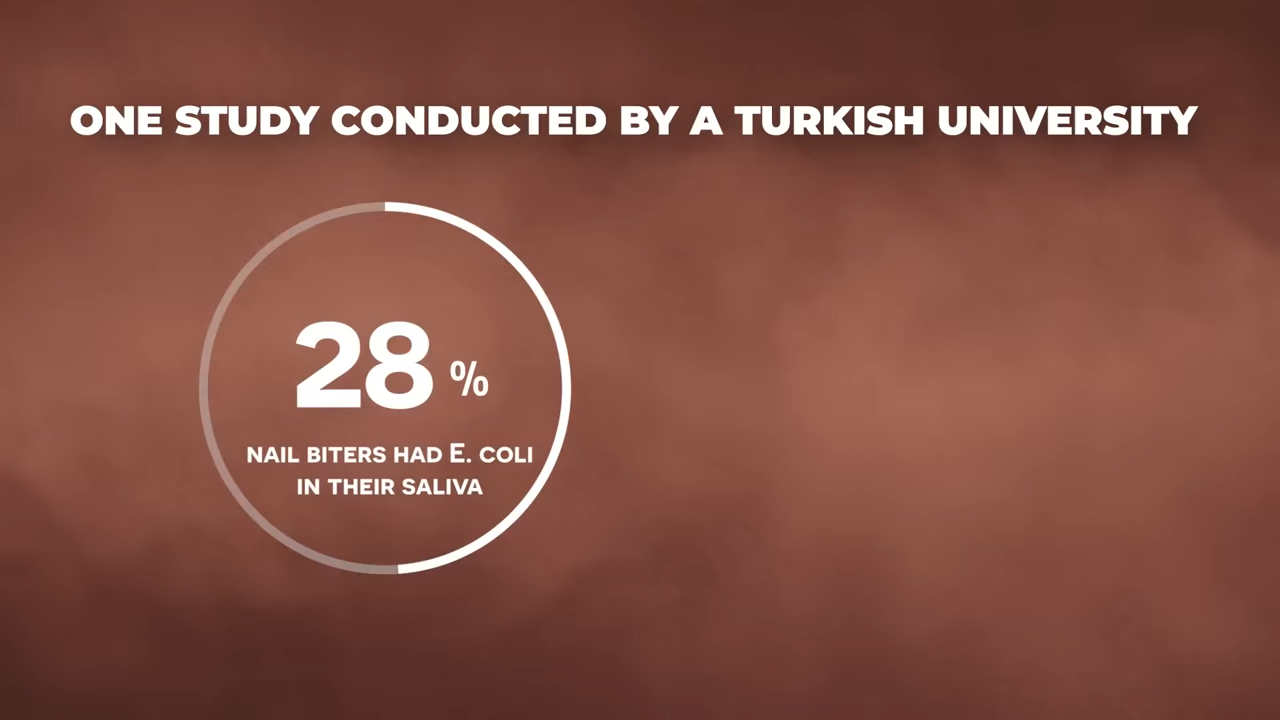 ONE STUDY CONDUCTED BY A TURKISH UNIVERSITY
28 %
NAIL BITERS HAD E. COLI
IN THEIR SALIVA